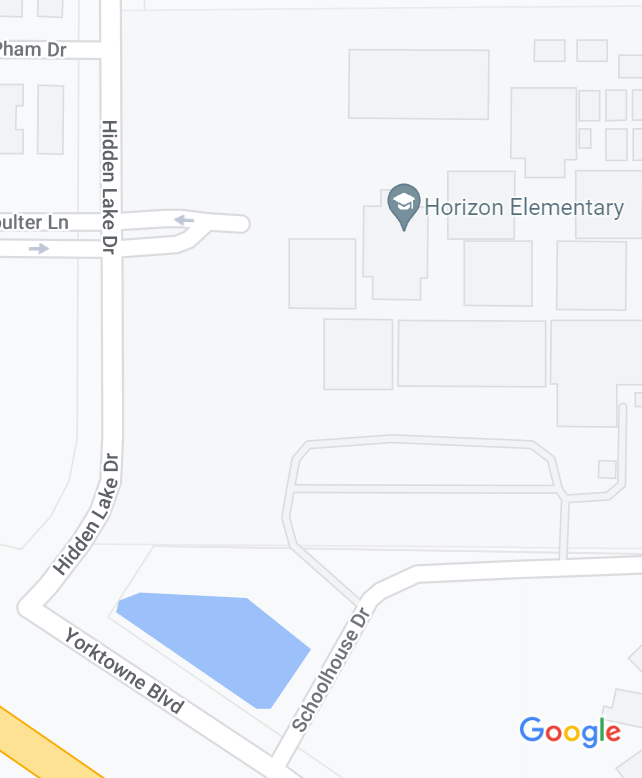 Pham Dr
Hidden Lake Dr
oulter Ln
Horizon Elementary
Hidden Lake Dr
Yorktowne Blvd
Schoolhouse Dr
Google